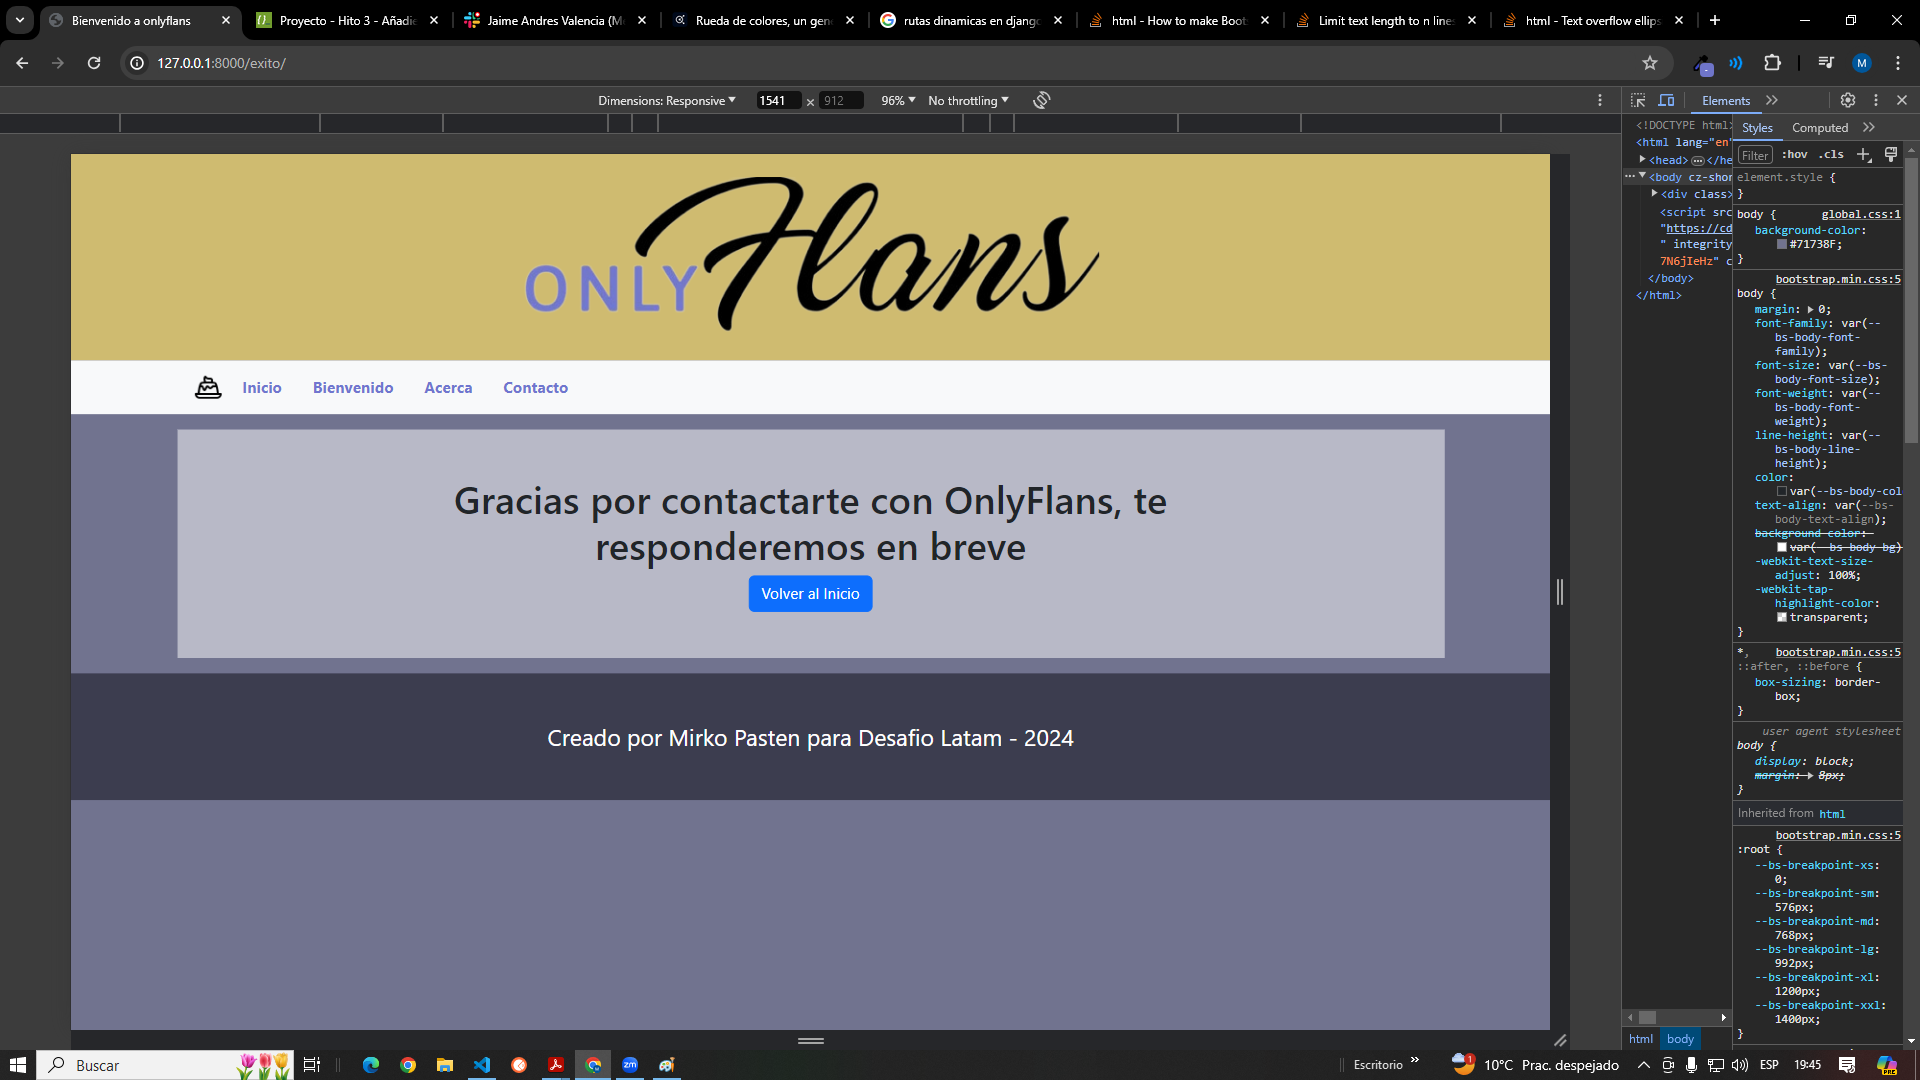 Bienvenido a onlyflans
Proyecto - Hito 3 - Añadie
Jaime Andres Valencia (Me
Rueda de colores, un gene
rutas dinamicas en django
html - How to make Boot
Limit text length to n lines
html - Text overflow ellips
127.0.0.1:8000/exito/
M
Dimensions: Responsive
1541 x 912
96%
No throttling
ONLY Flans
Inicio
Bienvenido
Acerca
Contacto
Gracias por contactarte con OnlyFlans, te
responderemos en breve
Volver al Inicio
Creado por Mirko Pasten para Desafio Latam - 2024
Elements
<!DOCTYPE html>
<html lang="en"
<head> ... </he
... <body cz-shor
<div class>
<script src
"https://cd
" integrity
7N6jIeHz" c
</body>
</html>
html body
Styles Computed
Filter :hov .cls
element.style {
}
body { global.css:1
background-color:
#71738F;
}
bootstrap.min.css:5
body {
margin: 0;
font-family: var(--
bs-body-font-
family);
font-size: var(--bs-
body-font-size);
font-weight: var(--
bs-body-font-
weight);
line-height: var(--
bs-body-line-
height);
color:
var(--bs-body-col
text-align: var(--bs-
body-text-align);
background-color:
var(--bs-body-bg)
-webkit-text-size-
adjust: 100%;
-webkit-tap-
highlight-color:
transparent;
}
*, bootstrap.min.css:5
::after, ::before {
box-sizing: border-
box;
}
user agent stylesheet
body {
display: block;
margin: 8px;
}
Inherited from html
bootstrap.min.css:5
:root {
--bs-breakpoint-xs:
0;
--bs-breakpoint-sm:
576px;
--bs-breakpoint-md:
768px;
--bs-breakpoint-lg:
992px;
--bs-breakpoint-xl:
1200px;
--bs-breakpoint-xxl:
1400px;
}
Buscar
zm
Escritorio
1
10°C Prac. despejado
ESP
19:45
PRE